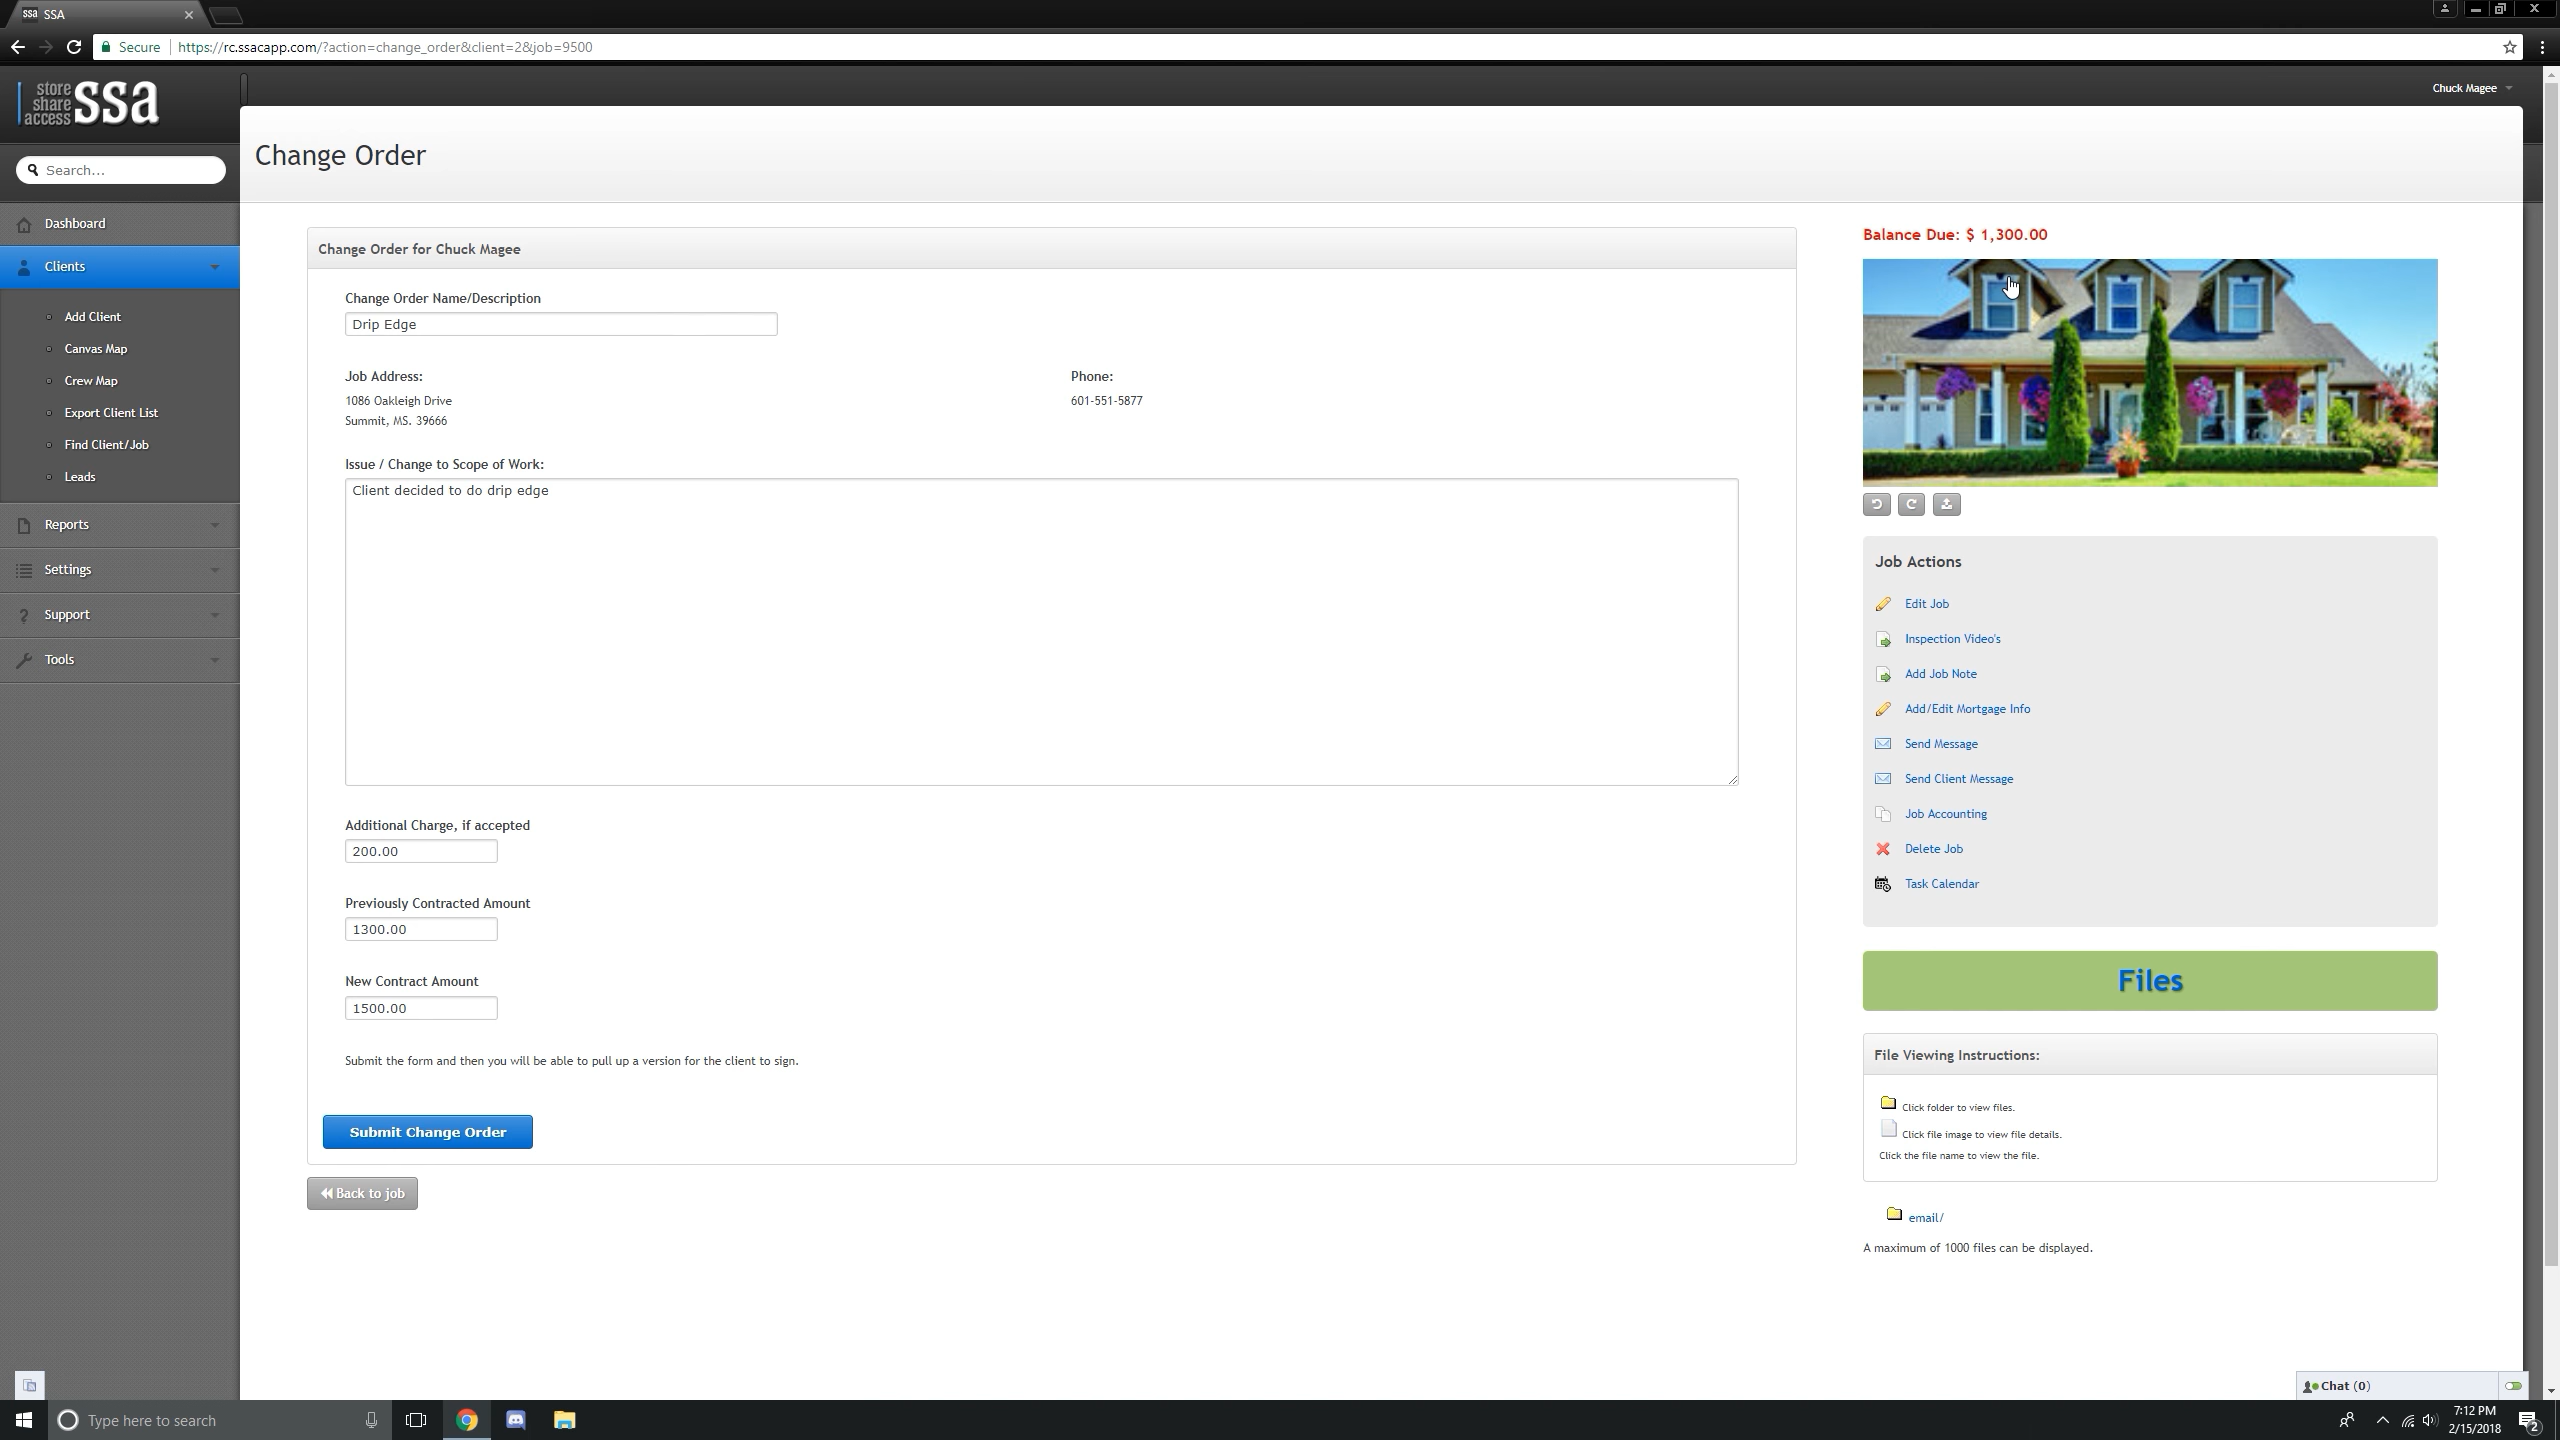 ssa SSA
Secure https://rc.ssacapp.com/?action=change_order&client=2&job=9500
store
share
access
ssa
Chuck Magee
Search...
Change Order
Dashboard
Clients
Add Client
Canvas Map
Crew Map
Export Client List
Find Client/Job
Leads
Reports
Settings
Support
Tools
Change Order for Chuck Magee
Change Order Name/Description
Drip Edge
Job Address:
1086 Oakleigh Drive
Summit, MS. 39666
Phone:
601-551-5877
Issue / Change to Scope of Work:
Client decided to do drip edge
Additional Charge, if accepted
200.00
Previously Contracted Amount
1300.00
New Contract Amount
1500.00
Submit the form and then you will be able to pull up a version for the client to sign.
Submit Change Order
Back to job
Balance Due: $ 1,300.00
Job Actions
Edit Job
Inspection Video's
Add Job Note
Add/Edit Mortgage Info
Send Message
Send Client Message
Job Accounting
Delete Job
Task Calendar
Files
File Viewing Instructions:
Click folder to view files.
Click file image to view file details.
Click the file name to view the file.
email/
A maximum of 1000 files can be displayed.
Chat (0)
Type here to search
7:12 PM
2/15/2018
2